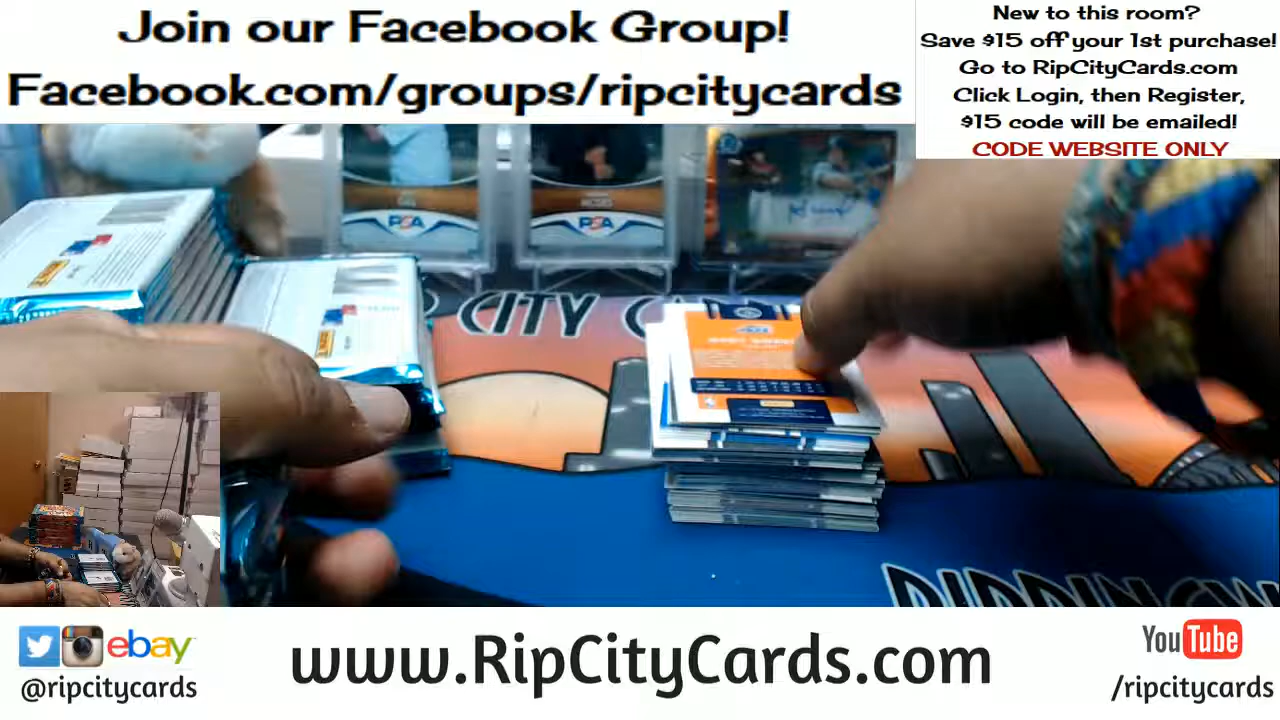 Join our Facebook Group!
Facebook.com/groups/ripcitycards
New to this room?
Save $15 off your 1st purchase!
Go to RipCityCards.com
Click Login, then Register,
$15 code will be emailed!
CODE WEBSITE ONLY
PSA
PSA
CITY
ebay
@ripcitycards
www.RipCityCards.com
YouTube
/ripcitycards